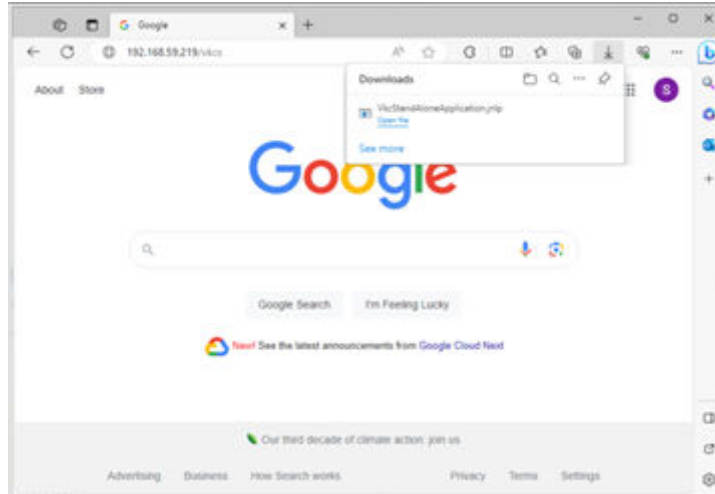 Google
192.168.59.219/vkcs
Downloads
VkcStandAloneApplication.jnlp
Open file
See more
About Store
S
Google
Google Search I'm Feeling Lucky
New! See the latest announcements from Google Cloud Next
Our third decade of climate action: join us
Advertising Business How Search works Privacy Terms Settings